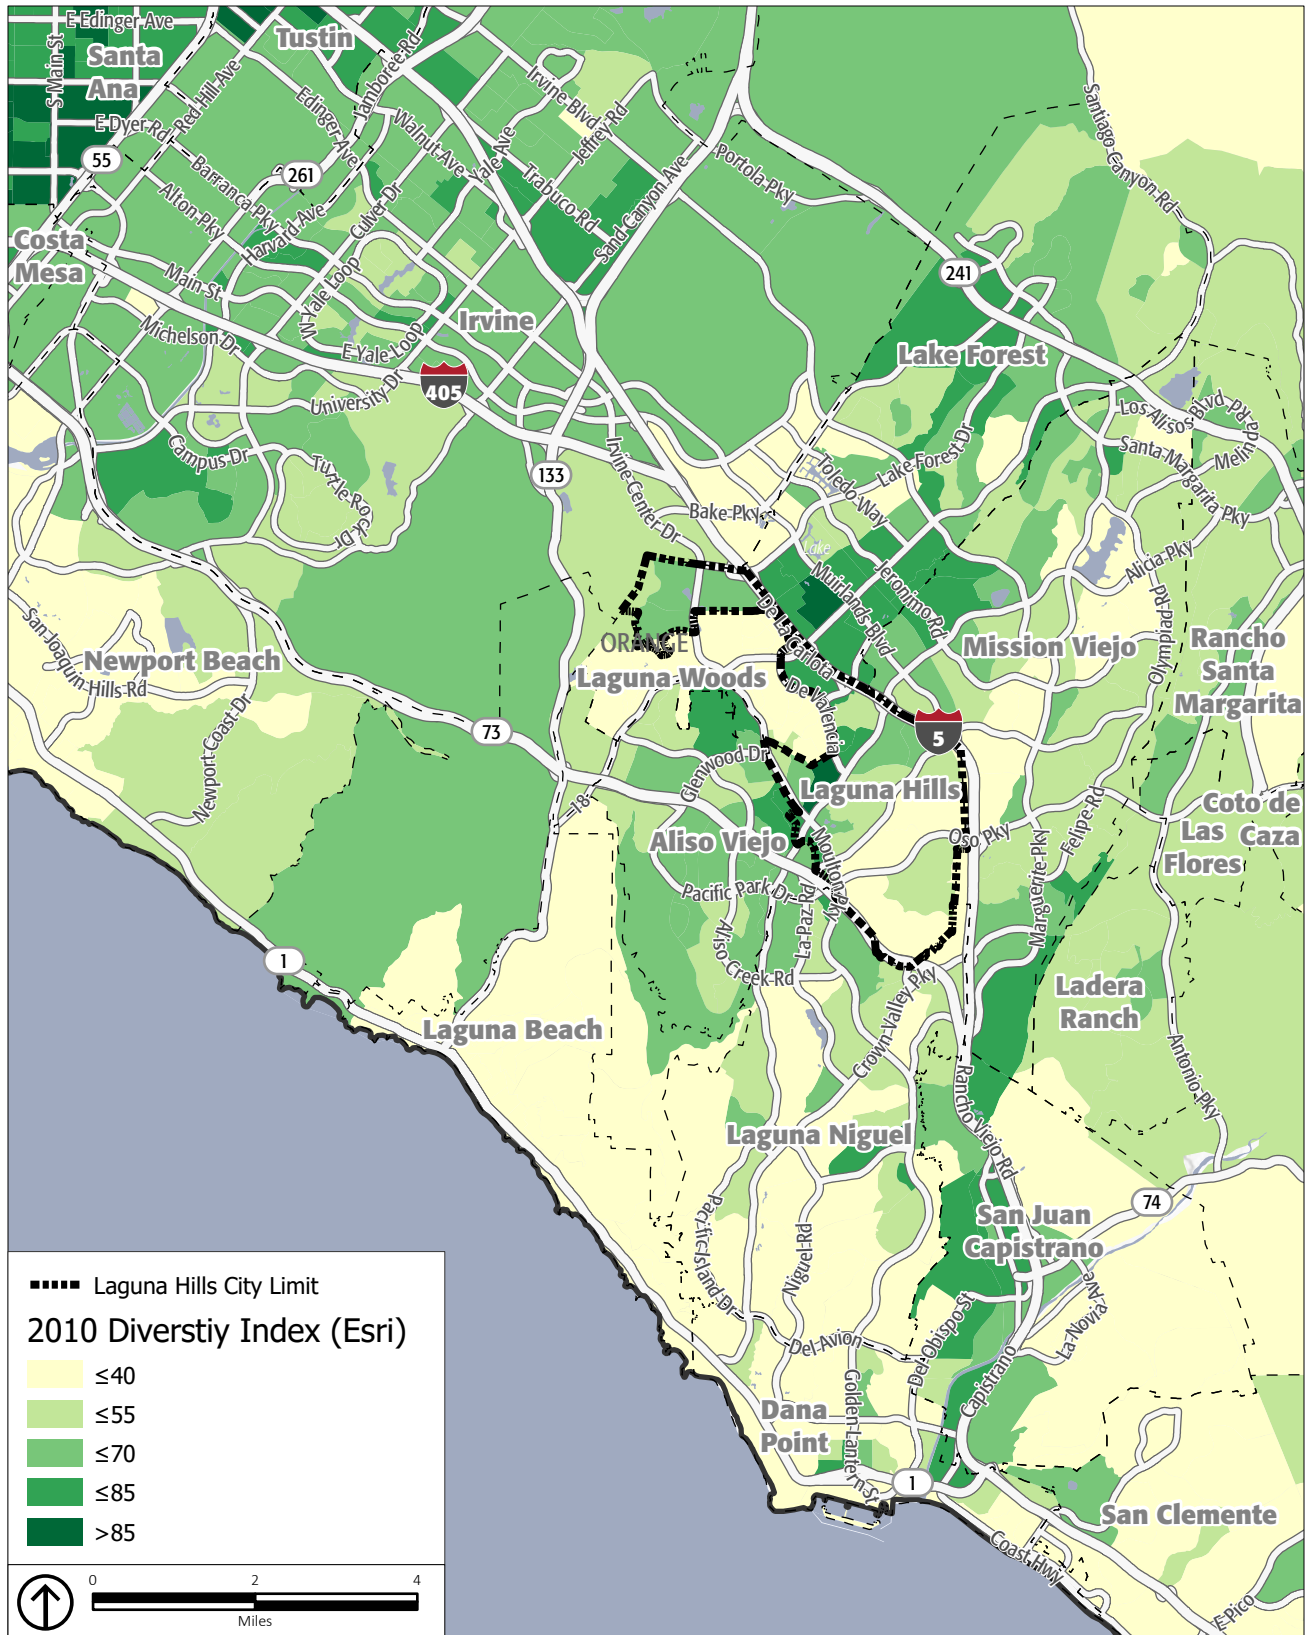 E Edinger Ave
Tustin
S Main St
Santa
Ana
Red Hill Ave
Jamboree Rd
Edinger Ave
Irvine Blvd
Jeffrey Rd
E Dyer Rd
Walnut Ave
Yale Ave
Santiago Canyon Rd
55
261
Barranca Pky
Alton Pky
Harvard Ave
Culver Dr
Trabuco Rd
Sand Canyon Ave
Portola Pky
Costa
Mesa
Main St
W Yale Loop
241
Michelson Dr
E Yale Loop
Irvine
Lake Forest
405
University Dr
Los Alisos Blvd
Melinda Rd
Campus Dr
Turtle Rock Dr
133
Irvine Center Dr
Toledo Way
Lake Forest Dr
Santa Margarita Pky
Bake Pky
Lake
Muirlands Blvd
Jeronimo Rd
Alicia Pky
Olympiad Rd
De La Carlota
ORANGE
San Joaquin Hills Rd
Newport Beach
Laguna Woods
De Valencia
Mission Viejo
Rancho
Santa
Margarita
Newport Coast Dr
73
5
Glenwood Dr
Laguna Hills
18
Aliso Viejo
Moulton Pky
Oso Pky
Marguerite Pky
Felipe Rd
Coto de
Caza
Las
Flores
Pacific Park Dr
La Paz Rd
Aliso Creek Rd
1
Crown Valley Pky
Ladera
Ranch
Laguna Beach
Antonio Pky
Rancho Viejo Rd
Laguna Niguel
Pacific Island Dr
Niguel Rd
74
San Juan
Capistrano
La Novia Ave
Del Avion
Del Obispo St
Capistrano
Golden Lantern St
Dana
Point
1
San Clemente
Coast Hwy
E Pico
Laguna Hills City Limit
2010 Diverstiy Index (Esri)
≤40
≤55
≤70
≤85
>85
0 2 4
Miles